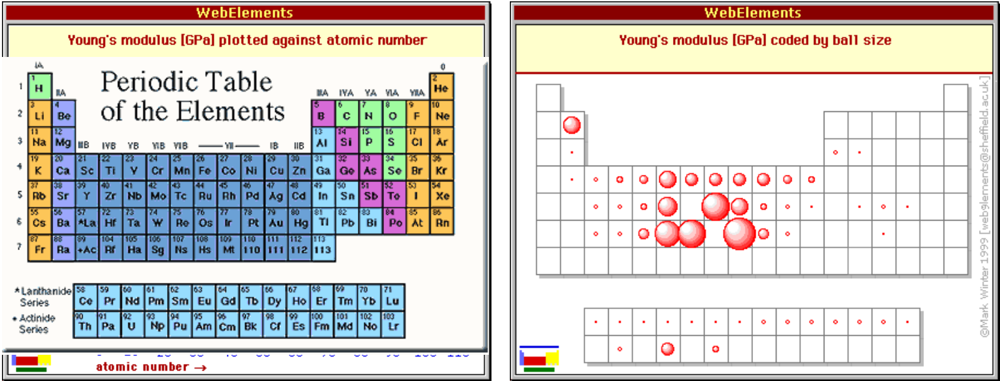 WebElements
Young's modulus [GPa] plotted against atomic number
Periodic Table
of the Elements
IA IIA IIIB IVB VB VIB VIIB VII IB IIB IIIA IVA VA VIA VIIA 0
1 1 H 2 He
2 3 Li 4 Be 5 B 6 C 7 N 8 O 9 F 10 Ne
3 11 Na 12 Mg 13 Al 14 Si 15 P 16 S 17 Cl 18 Ar
4 19 K 20 Ca 21 Sc 22 Ti 23 V 24 Cr 25 Mn 26 Fe 27 Co 28 Ni 29 Cu 30 Zn 31 Ga 32 Ge 33 As 34 Se 35 Br 36 Kr
5 37 Rb 38 Sr 39 Y 40 Zr 41 Nb 42 Mo 43 Tc 44 Ru 45 Rh 46 Pd 47 Ag 48 Cd 49 In 50 Sn 51 Sb 52 Te 53 I 54 Xe
6 55 Cs 56 Ba 57 *La 72 Hf 73 Ta 74 W 75 Re 76 Os 77 Ir 78 Pt 79 Au 80 Hg 81 Tl 82 Pb 83 Bi 84 Po 85 At 86 Rn
7 87 Fr 88 Ra 89 +Ac 104 Rf 105 Ha 106 Sg 107 Ns 108 Hs 109 Mt 110 110 111 111 112 112 113 113
* Lanthanide Series 58 Ce 59 Pr 60 Nd 61 Pm 62 Sm 63 Eu 64 Gd 65 Tb 66 Dy 67 Ho 68 Er 69 Tm 70 Yb 71 Lu
+ Actinide Series 90 Th 91 Pa 92 U 93 Np 94 Pu 95 Am 96 Cm 97 Bk 98 Cf 99 Es 100 Fm 101 Md 102 No 103 Lr
atomic number →
WebElements
Young's modulus [GPa] coded by ball size
©Mark Winter 1999 [web9lements@sheffield.ac.uk]